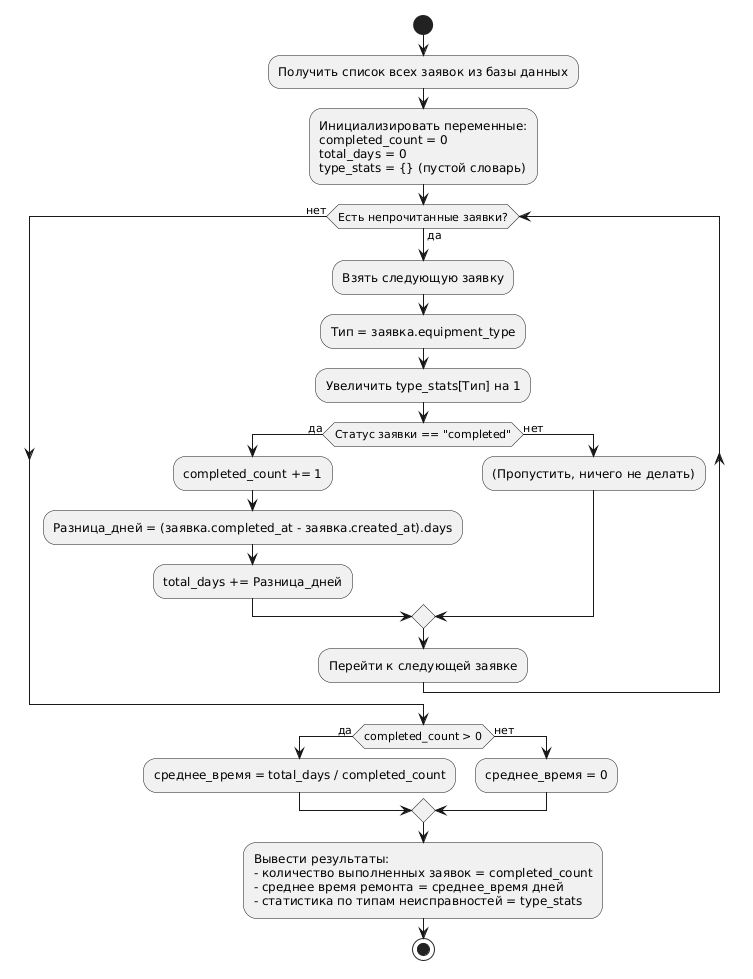 Получить список всех заявок из базы данных
Инициализировать переменные:
completed_count = 0
total_days = 0
type_stats = {} (пустой словарь)
нет
Есть непрочитанные заявки?
да
Взять следующую заявку
Тип = заявка.equipment_type
Увеличить type_stats[Тип] на 1
да
Статус заявки == "completed"
нет
completed_count += 1
(Пропустить, ничего не делать)
Разница_дней = (заявка.completed_at - заявка.created_at).days
total_days += Разница_дней
Перейти к следующей заявке
да
completed_count > 0
нет
среднее_время = total_days / completed_count
среднее_время = 0
Вывести результаты:
- количество выполненных заявок = completed_count
- среднее время ремонта = среднее_время дней
- статистика по типам неисправностей = type_stats